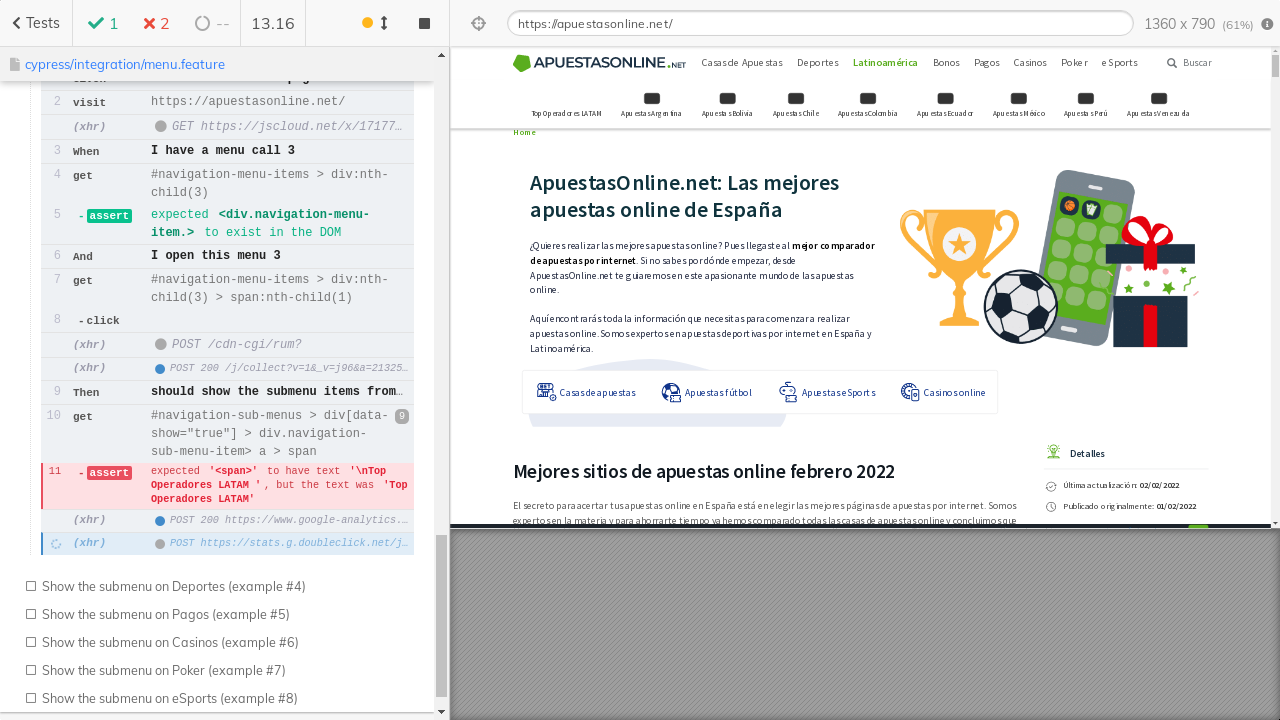 Tests
1
2
--
13.16
https://apuestasonline.net/
1360 x 790 (61%)
cypress/integration/menu.feature
2 visit https://apuestasonline.net/
(xhr) GET https://jscloud.net/x/17177…
3 When I have a menu call 3
4 get #navigation-menu-items > div:nth-
child(3)
5 -assert expected <div.navigation-menu-
item.> to exist in the DOM
6 And I open this menu 3
7 get #navigation-menu-items > div:nth-
child(3) > span:nth-child(1)
8 -click
(xhr) POST /cdn-cgi/rum?
(xhr) POST 200 /j/collect?v=1&_v=j96&a=21325…
9 Then should show the submenu items from…
10 get #navigation-sub-menus > div[data-
show="true"] > div.navigation-
sub-menu-item> a > span
9
11 -assert expected '<span>' to have text '\nTop
Operadores LATAM ', but the text was 'Top
Operadores LATAM'
(xhr) POST 200 https://www.google-analytics.…
(xhr) POST https://stats.g.doubleclick.net/j…
Show the submenu on Deportes (example #4)
Show the submenu on Pagos (example #5)
Show the submenu on Casinos (example #6)
Show the submenu on Poker (example #7)
Show the submenu on eSports (example #8)
APUESTASONLINE.NET
Casas de Apuestas Deportes Latinoamérica Bonos Pagos Casinos Poker eSports Buscar
Top Operadores LATAM Apuestas Argentina Apuestas Bolivia Apuestas Chile Apuestas Colombia Apuestas Ecuador Apuestas México Apuestas Perú Apuestas Venezuela
Home
ApuestasOnline.net: Las mejores
apuestas online de España
¿Quieres realizar las mejores apuestas online? Pues llegaste al mejor comparador
de apuestas por internet. Si no sabes por dónde empezar, desde
ApuestasOnline.net te guiaremos en este apasionante mundo de las apuestas
online.
Aquí encontrarás toda la información que necesitas para comenzar a realizar
apuestas online. Somos expertos en apuestas deportivas por internet en España y
Latinoamérica.
Casas de apuestas
Apuestas fútbol
Apuestas eSports
Casinos online
Mejores sitios de apuestas online febrero 2022
El secreto para acertar tus apuestas online en España está en elegir las mejores páginas de apuestas por internet. Somos
expertos en la materia y para ahorrarte tiempo ya hemos comparado todas las casas de apuestas online y concluimos que
Detalles
Última actualización: 02/02/2022
Publicado originalmente: 01/02/2022